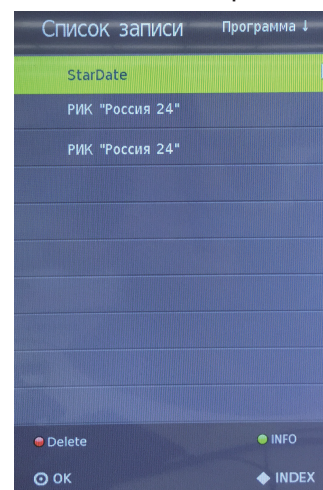 Список записи Программа ↓
StarDate
РИК "Россия 24"
РИК "Россия 24"
Delete INFO
OK INDEX